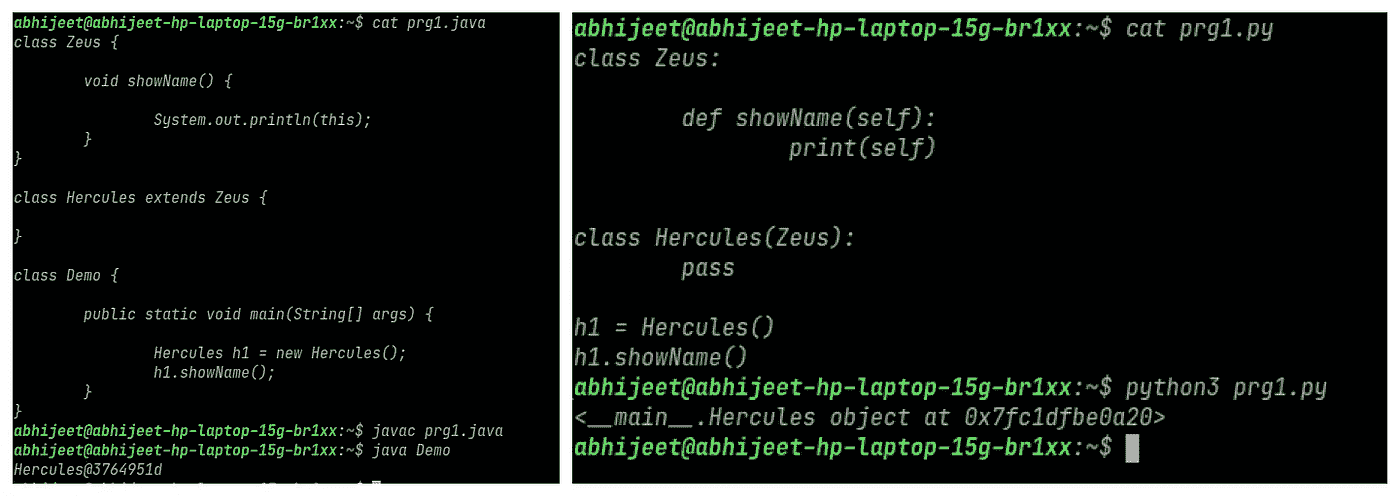 abhijeet@abhijeet-hp-laptop-15g-br1xx:~$ cat prg1.java
class Zeus {
void showName() {
System.out.println(this);
}
}
class Hercules extends Zeus {
}
class Demo {
public static void main(String[] args) {
Hercules h1 = new Hercules();
h1.showName();
}
}
abhijeet@abhijeet-hp-laptop-15g-br1xx:~$ javac prg1.java
abhijeet@abhijeet-hp-laptop-15g-br1xx:~$ java Demo
Hercules@3764951d
abhijeet@abhijeet-hp-laptop-15g-br1xx:~$ cat prg1.py
class Zeus:
def showName(self):
print(self)
class Hercules(Zeus):
pass
h1 = Hercules()
h1.showName()
abhijeet@abhijeet-hp-laptop-15g-br1xx:~$ python3 prg1.py
<__main__.Hercules object at 0x7fc1dfbe0a20>
abhijeet@abhijeet-hp-laptop-15g-br1xx:~$